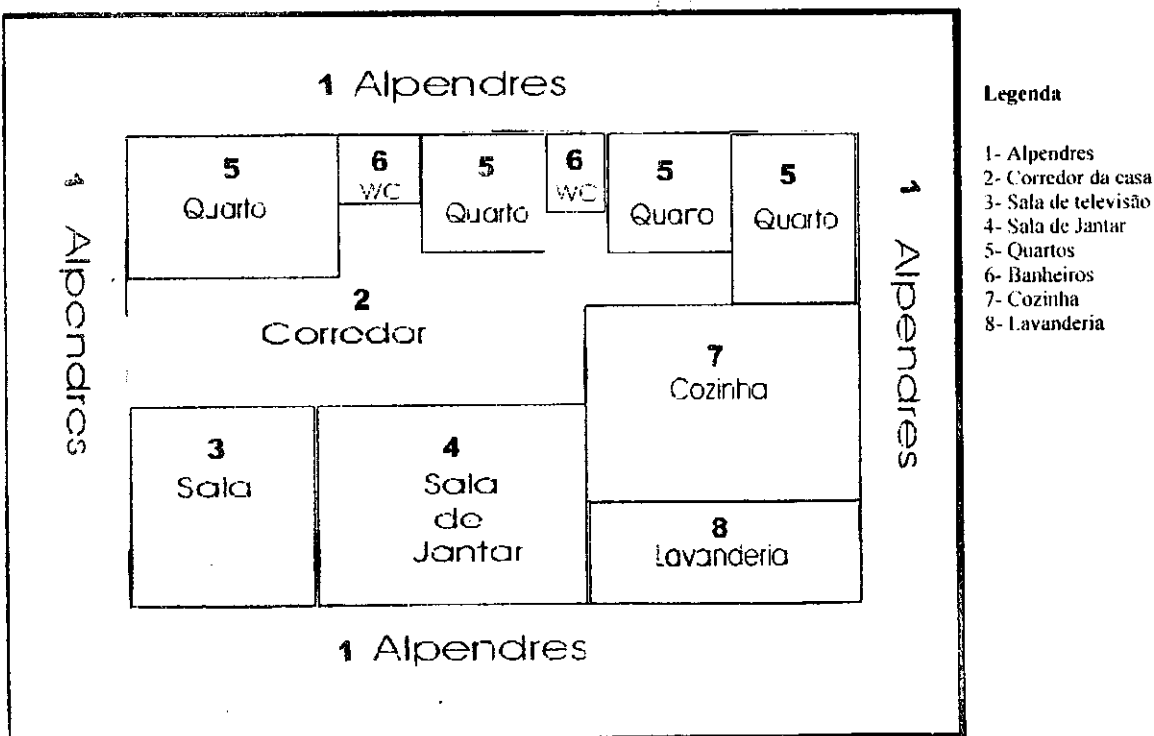 1 Alpendres
1 Alpendres
5
Quarto
6
WC
5
Quarto
6
WC
5
Quaro
5
Quarto
1 Alpendres
2
Corredor
7
Cozinha
3
Sala
4
Sala
de
Jantar
8
Lavanderia
1 Alpendres
Legenda
1- Alpendres
2- Corredor da casa
3- Sala de televisão
4- Sala de Jantar
5- Quartos
6- Banheiros
7- Cozinha
8- Lavanderia